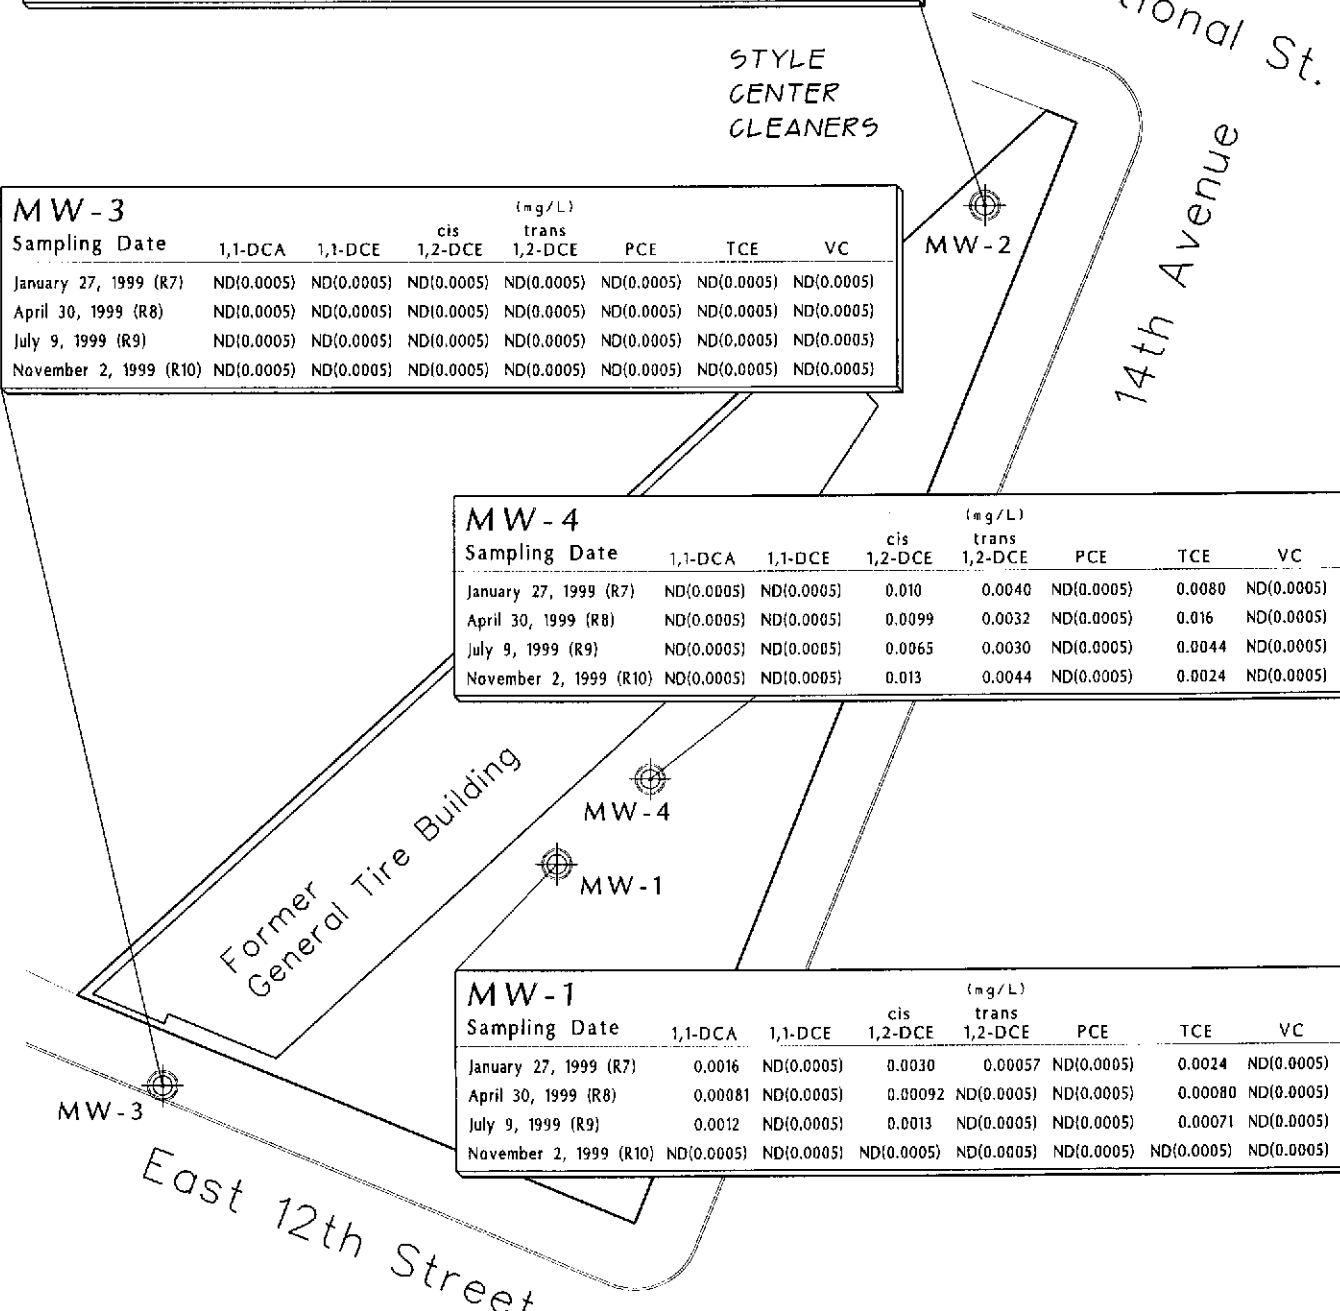 tional St.
STYLE
CENTER
CLEANERS
14th Avenue
MW-2
MW-3
(mg/L)
Sampling Date 1,1-DCA 1,1-DCE cis 1,2-DCE trans 1,2-DCE PCE TCE VC
January 27, 1999 (R7) ND(0.0005) ND(0.0005) ND(0.0005) ND(0.0005) ND(0.0005) ND(0.0005) ND(0.0005)
April 30, 1999 (R8) ND(0.0005) ND(0.0005) ND(0.0005) ND(0.0005) ND(0.0005) ND(0.0005) ND(0.0005)
July 9, 1999 (R9) ND(0.0005) ND(0.0005) ND(0.0005) ND(0.0005) ND(0.0005) ND(0.0005) ND(0.0005)
November 2, 1999 (R10) ND(0.0005) ND(0.0005) ND(0.0005) ND(0.0005) ND(0.0005) ND(0.0005) ND(0.0005)
MW-4
(mg/L)
Sampling Date 1,1-DCA 1,1-DCE cis 1,2-DCE trans 1,2-DCE PCE TCE VC
January 27, 1999 (R7) ND(0.0005) ND(0.0005) 0.010 0.0040 ND(0.0005) 0.0080 ND(0.0005)
April 30, 1999 (R8) ND(0.0005) ND(0.0005) 0.0099 0.0032 ND(0.0005) 0.016 ND(0.0005)
July 9, 1999 (R9) ND(0.0005) ND(0.0005) 0.0065 0.0030 ND(0.0005) 0.0044 ND(0.0005)
November 2, 1999 (R10) ND(0.0005) ND(0.0005) 0.013 0.0044 ND(0.0005) 0.0024 ND(0.0005)
Former
General Tire Building
MW-4
MW-1
MW-1
(mg/L)
Sampling Date 1,1-DCA 1,1-DCE cis 1,2-DCE trans 1,2-DCE PCE TCE VC
January 27, 1999 (R7) 0.0016 ND(0.0005) 0.0030 0.00057 ND(0.0005) 0.0024 ND(0.0005)
April 30, 1999 (R8) 0.00081 ND(0.0005) 0.00092 ND(0.0005) ND(0.0005) 0.00080 ND(0.0005)
July 9, 1999 (R9) 0.0012 ND(0.0005) 0.0013 ND(0.0005) ND(0.0005) 0.00071 ND(0.0005)
November 2, 1999 (R10) ND(0.0005) ND(0.0005) ND(0.0005) ND(0.0005) ND(0.0005) ND(0.0005) ND(0.0005)
MW-3
East 12th Street